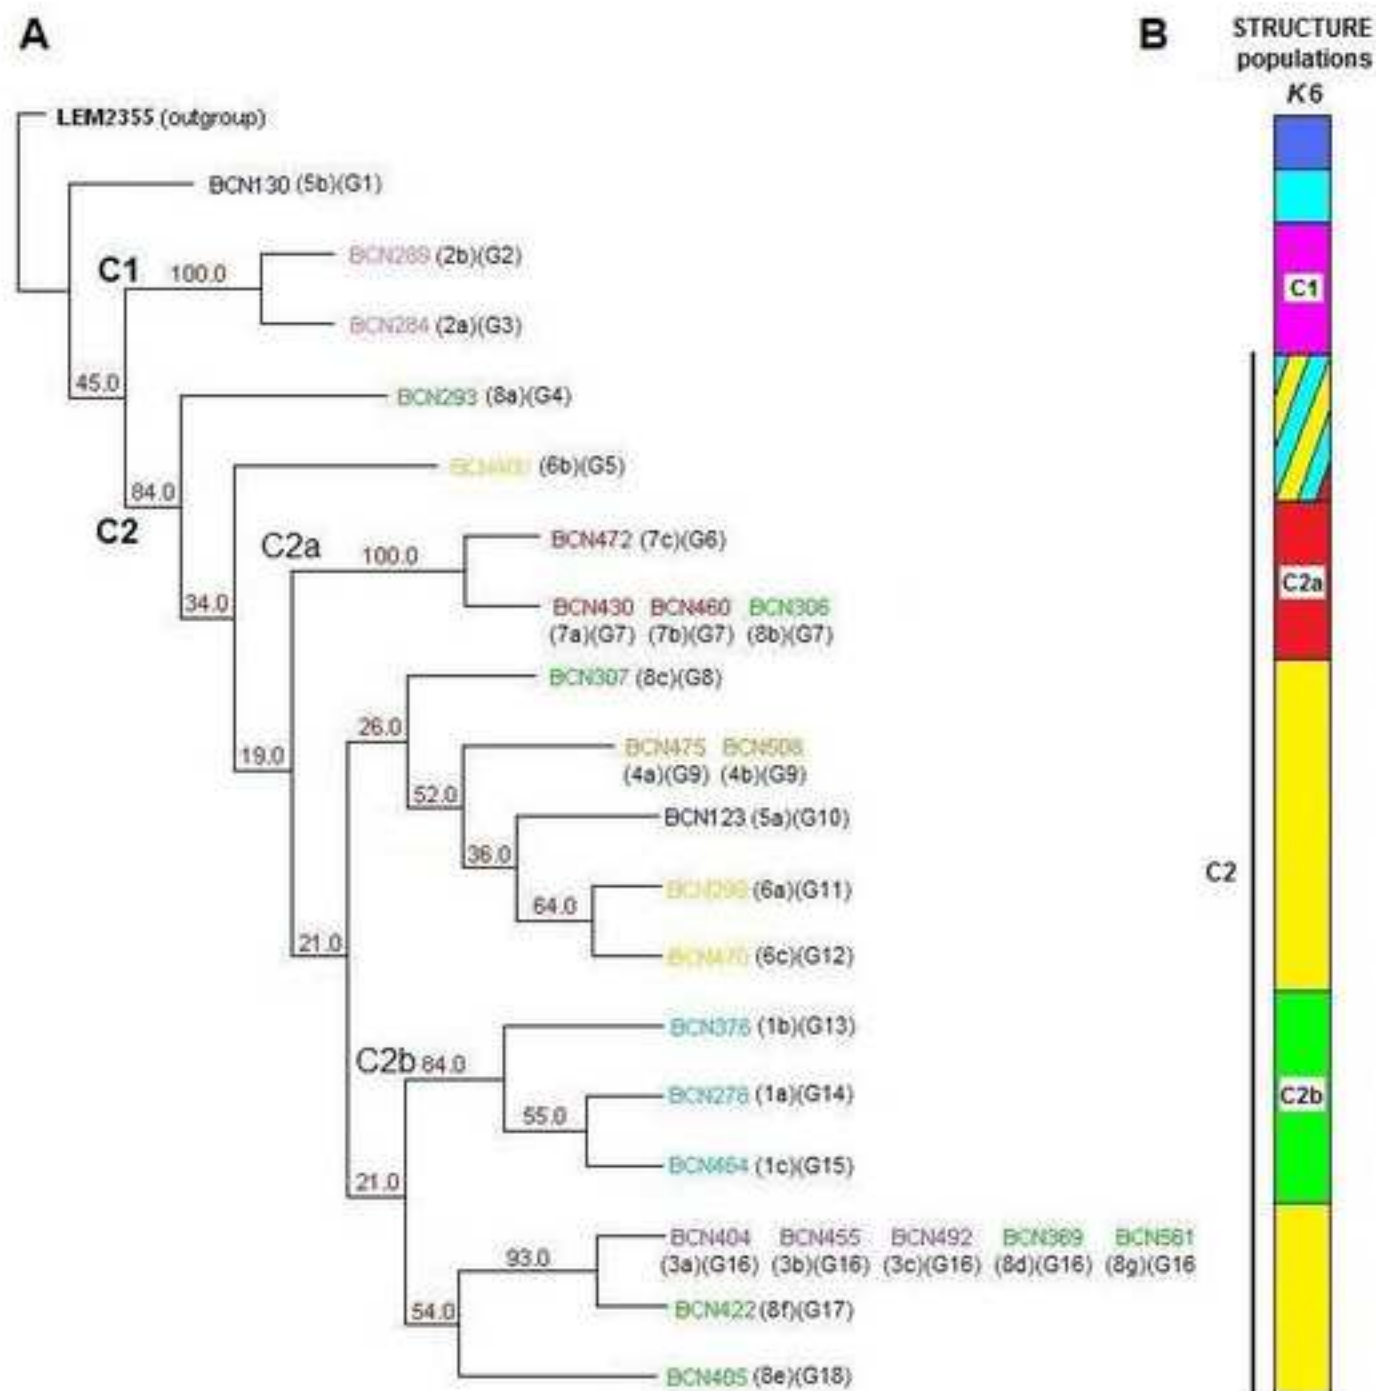 A
B
STRUCTURE
populations
K6
LEM2355 (outgroup)
BCN130 (5b)(G1)
C1
100.0
BCN289 (2b)(G2)
C1
BCN284 (2a)(G3)
45.0
BCN293 (8a)(G4)
(6b)(G5)
84.0
C2
C2a
100.0
BCN472 (7c)(G6)
C2a
34.0
BCN430 BCN460 BCN306
(7a)(G7) (7b)(G7) (8b)(G7)
BCN307 (8c)(G8)
26.0
19.0
BCN475 BCN508
(4a)(G9) (4b)(G9)
52.0
BCN123 (5a)(G10)
36.0
C2
BCN299 (6a)(G11)
64.0
21.0
BCN470 (6c)(G12)
BCN376 (1b)(G13)
C2b 84.0
BCN278 (1a)(G14)
C2b
55.0
BCN464 (1c)(G15)
21.0
BCN404 BCN455 BCN492 BCN369 BCN561
(3a)(G16) (3b)(G16) (3c)(G16) (8d)(G16) (8g)(G16
93.0
BCN422 (8f)(G17)
54.0
BCN405 (8e)(G18)